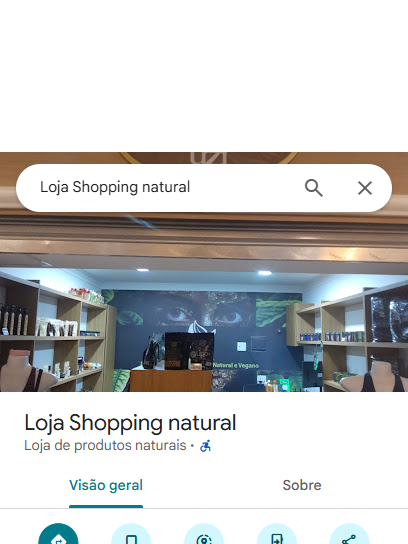 Loja Shopping natural
Natural e Vegano
Loja Shopping natural
Loja de produtos naturais
Visão geral
Sobre